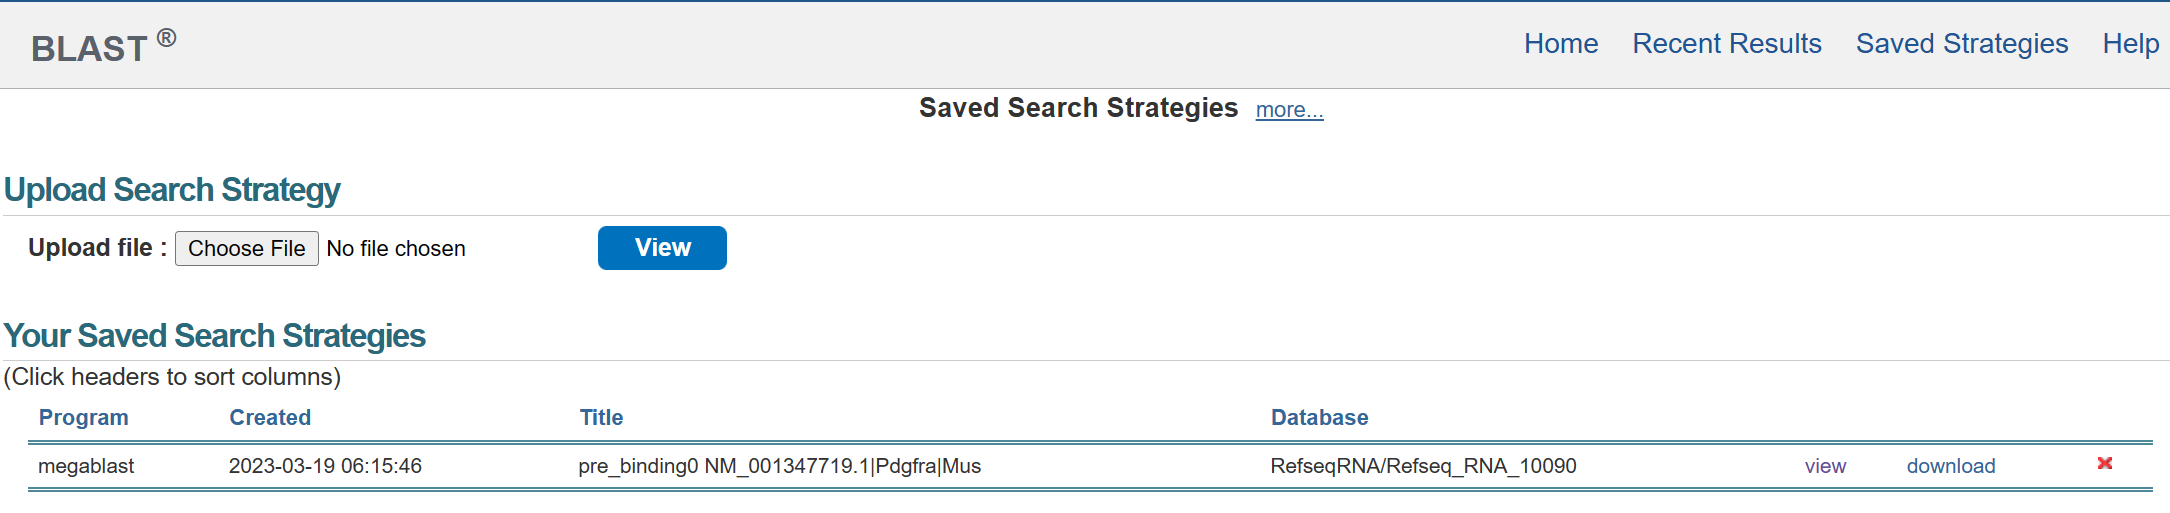 BLAST ® Home Recent Results Saved Strategies Help
Saved Search Strategies more...
Upload Search Strategy
Upload file : Choose File No file chosen View
Your Saved Search Strategies
(Click headers to sort columns)
Program Created Title Database
megablast 2023-03-19 06:15:46 pre_binding0 NM_001347719.1|Pdgfra|Mus RefseqRNA/Refseq_RNA_10090 view download